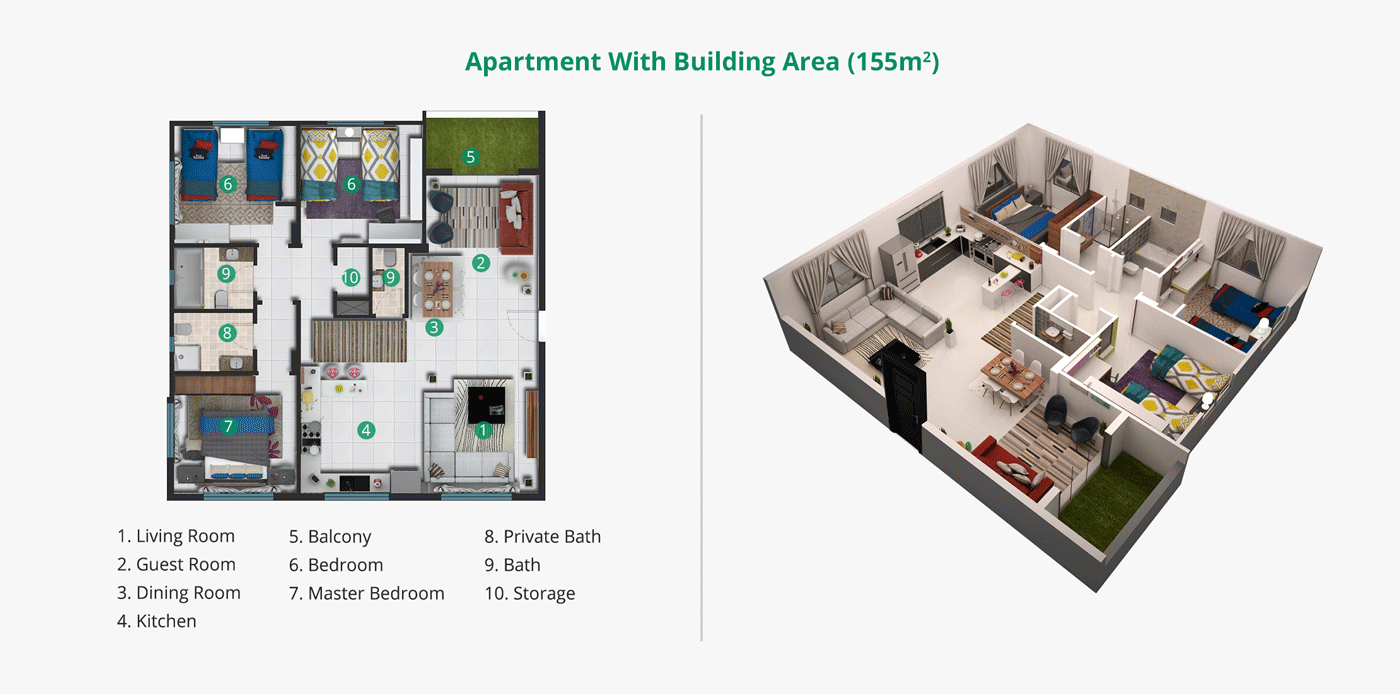 Apartment With Building Area (155m²)
5
6
6
9
10
9
2
3
8
7
4
1
1. Living Room
2. Guest Room
3. Dining Room
4. Kitchen
5. Balcony
6. Bedroom
7. Master Bedroom
8. Private Bath
9. Bath
10. Storage